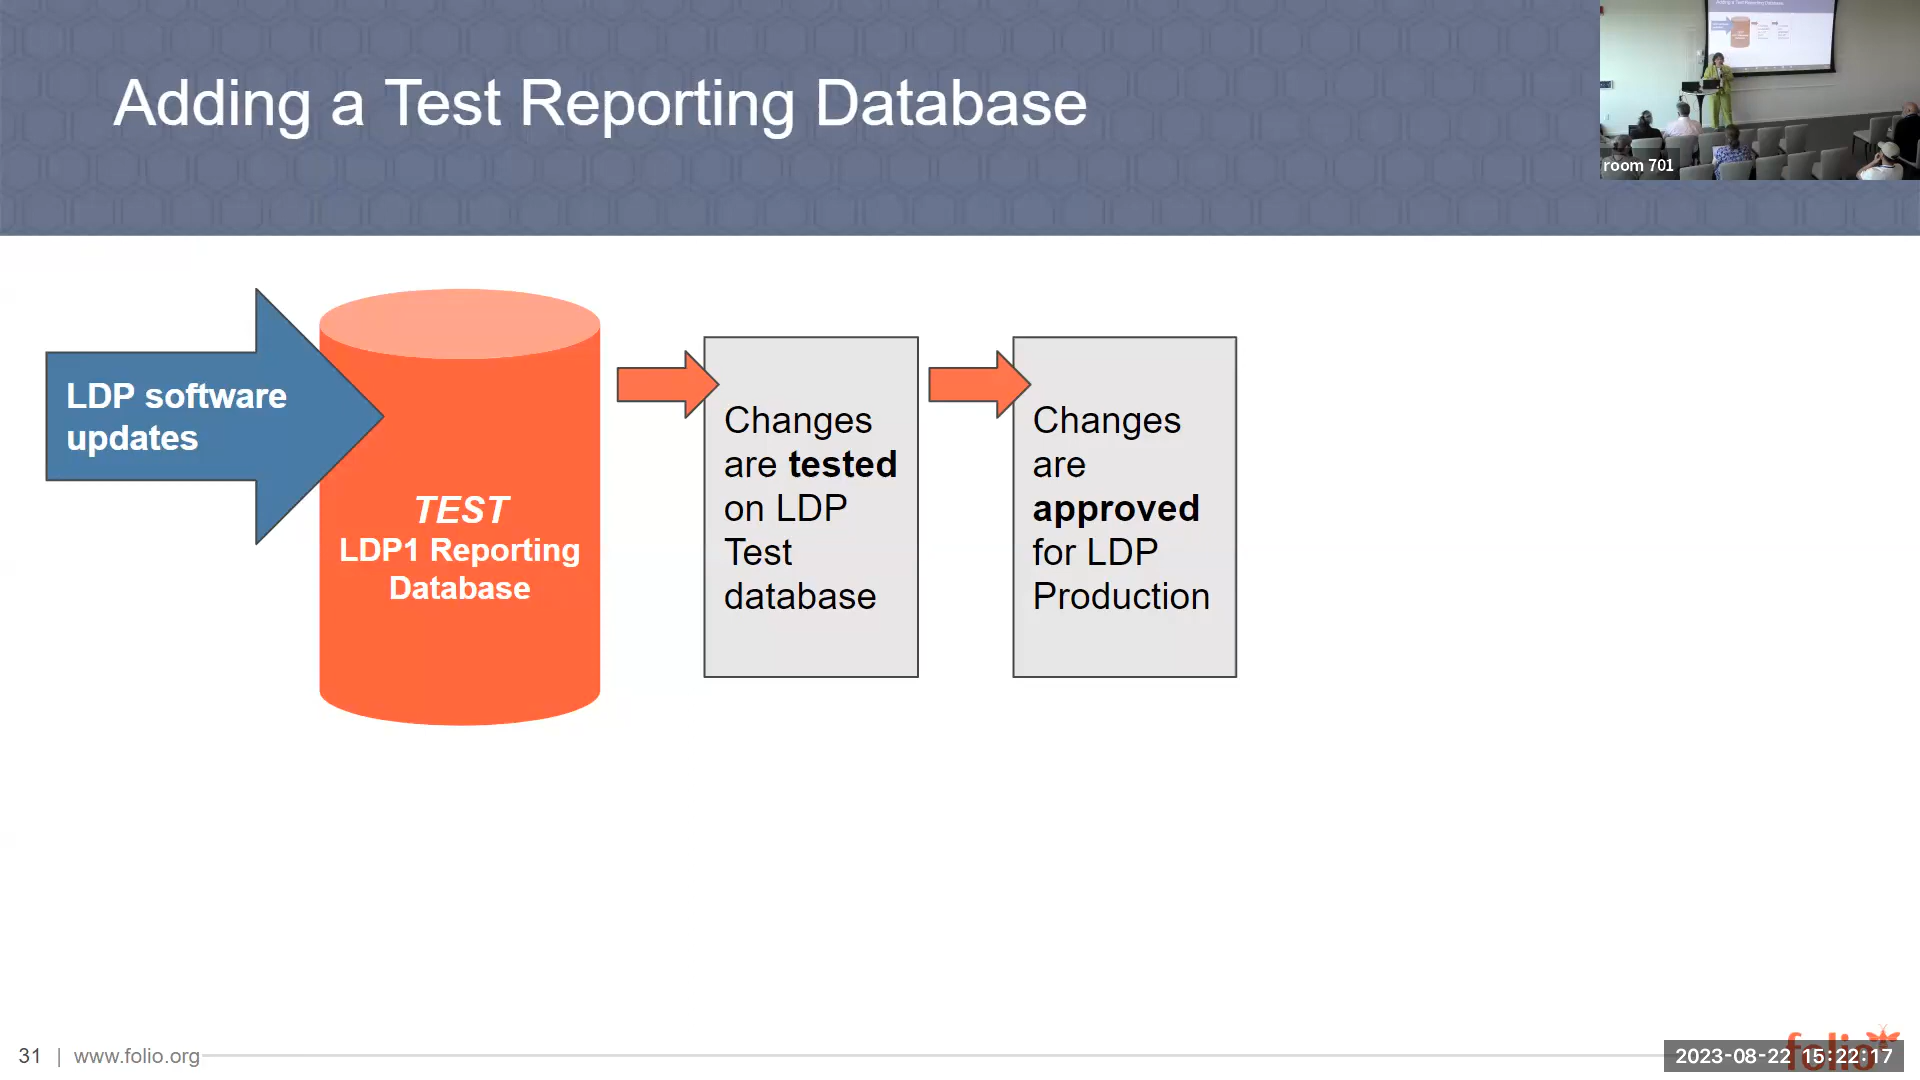 Adding a Test Reporting Database
room 701
LDP software
updates
TEST
LDP1 Reporting
Database
Changes
are tested
on LDP
Test
database
Changes
are
approved
for LDP
Production
31 | www.folio.org
folio
2023-08-22 15:22:17